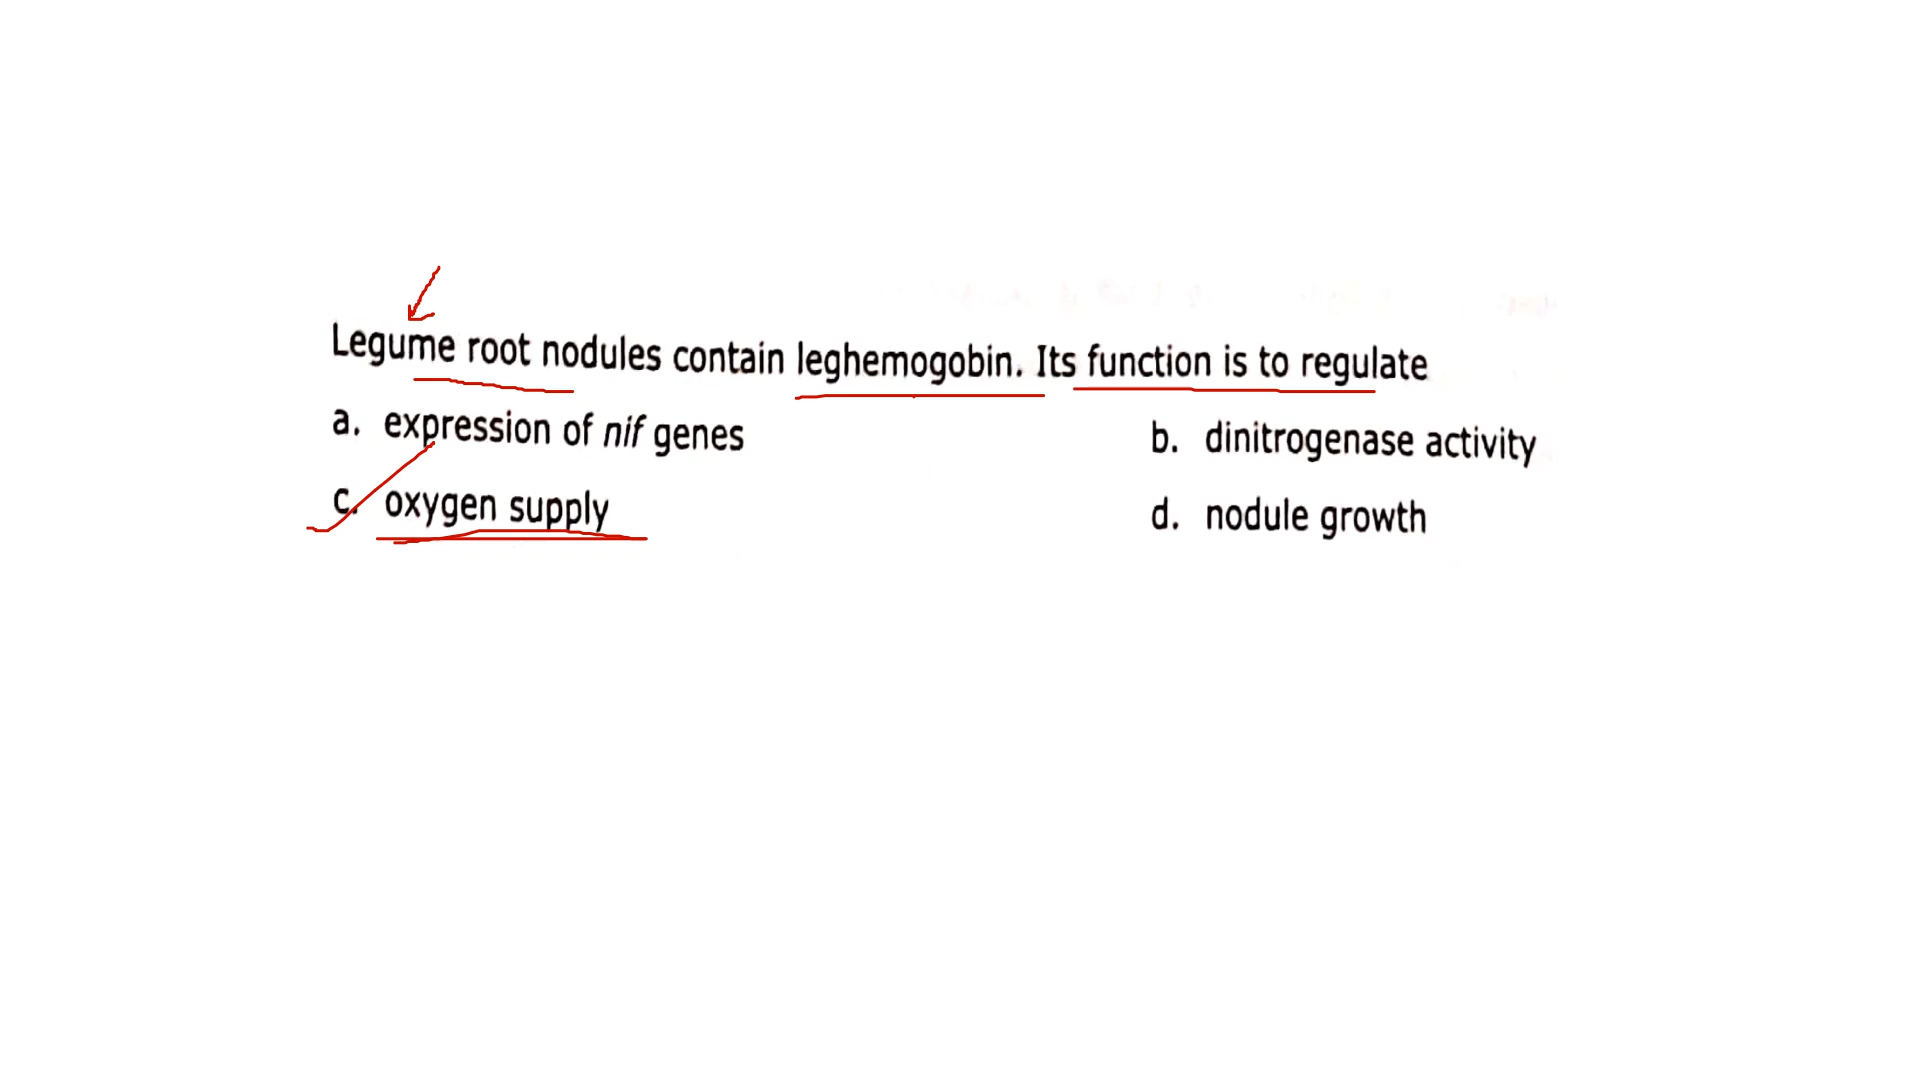 Legume root nodules contain leghemogobin. Its function is to regulate
a. expression of nif genes b. dinitrogenase activity
c. oxygen supply d. nodule growth